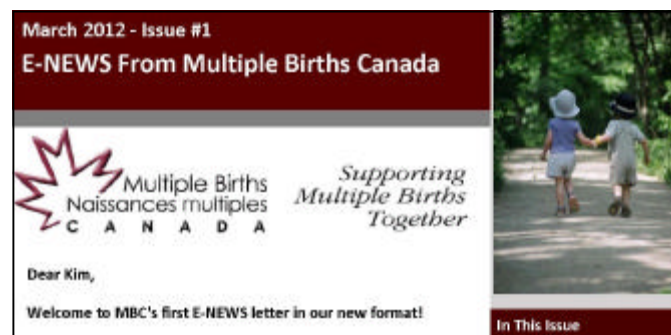 March 2012 - Issue #1
E-NEWS From Multiple Births Canada
Multiple Births
Naissances multiples
C A N A D A
Supporting
Multiple Births
Together
Dear Kim,
Welcome to MBC's first E-NEWS letter in our new format!
In This Issue